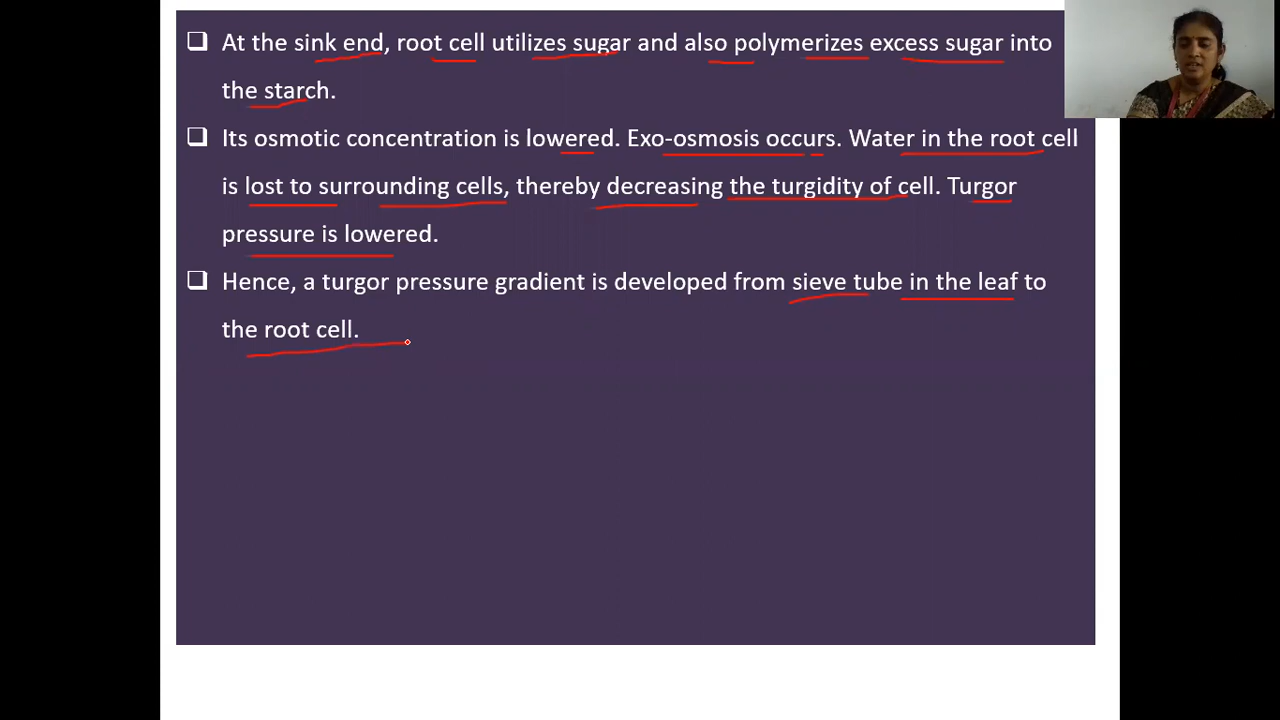 ❑ At the sink end, root cell utilizes sugar and also polymerizes excess sugar into
the starch.
❑ Its osmotic concentration is lowered. Exo-osmosis occurs. Water in the root cell
is lost to surrounding cells, thereby decreasing the turgidity of cell. Turgor
pressure is lowered.
❑ Hence, a turgor pressure gradient is developed from sieve tube in the leaf to
the root cell.